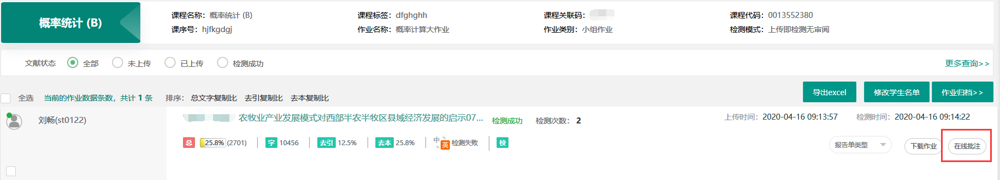 概率统计 (B)
课程名称：概率统计 (B) 课程标签：dfghghh 课程关联码： 课程代码：0013552380
课序号：hjfkgdgj 作业名称：概率计算大作业 作业类别：小组作业 检测模式：上传即检测无审阅
文献状态 全部 未上传 已上传 检测成功 更多查询>>
导出excel 修改学生名单 作业归档>>
全选 当前的作业数据条数，共计 1 条 排序： 总文字复制比 去引复制比 去本复制比
刘畅(st0122) 农牧业产业发展模式对西部半农半牧区县域经济发展的启示07... 检测成功 检测次数： 2 上传时间：2020-04-16 09:13:57 检测时间：2020-04-16 09:14:22
总 25.8% (2701) 字 10456 去引 12.5% 去本 25.8% 中英 检测失败 校 报告单类型 下载作业 在线批注